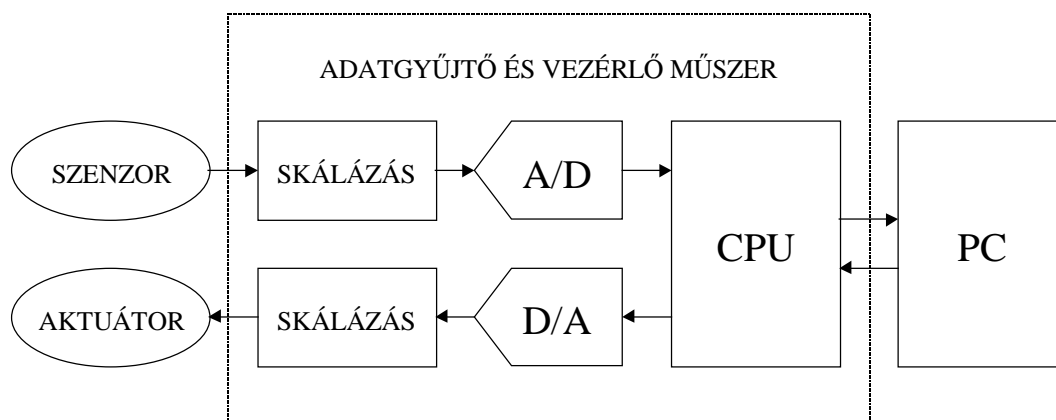 ADATGYŰJTŐ ÉS VEZÉRLŐ MŰSZER
SZENZOR
SKÁLÁZÁS
A/D
CPU
PC
AKTUÁTOR
SKÁLÁZÁS
D/A